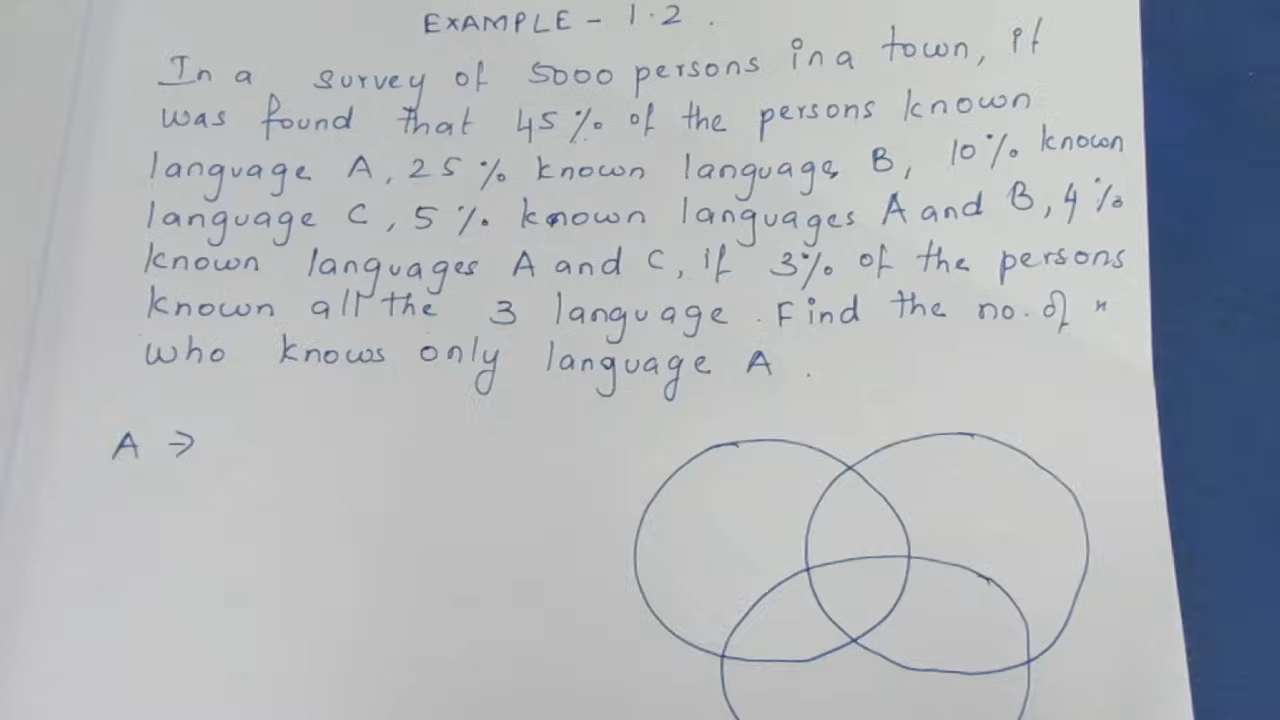 EXAMPLE - 1.2.
In a survey of 5000 persons in a town, it
was found that 45% of the persons known
language A, 25% known language B, 10% known
language C, 5% known languages A and B, 4%
known languages A and C, if 3% of the persons
known all the 3 language. Find the no. of
who knows only language A.
A →